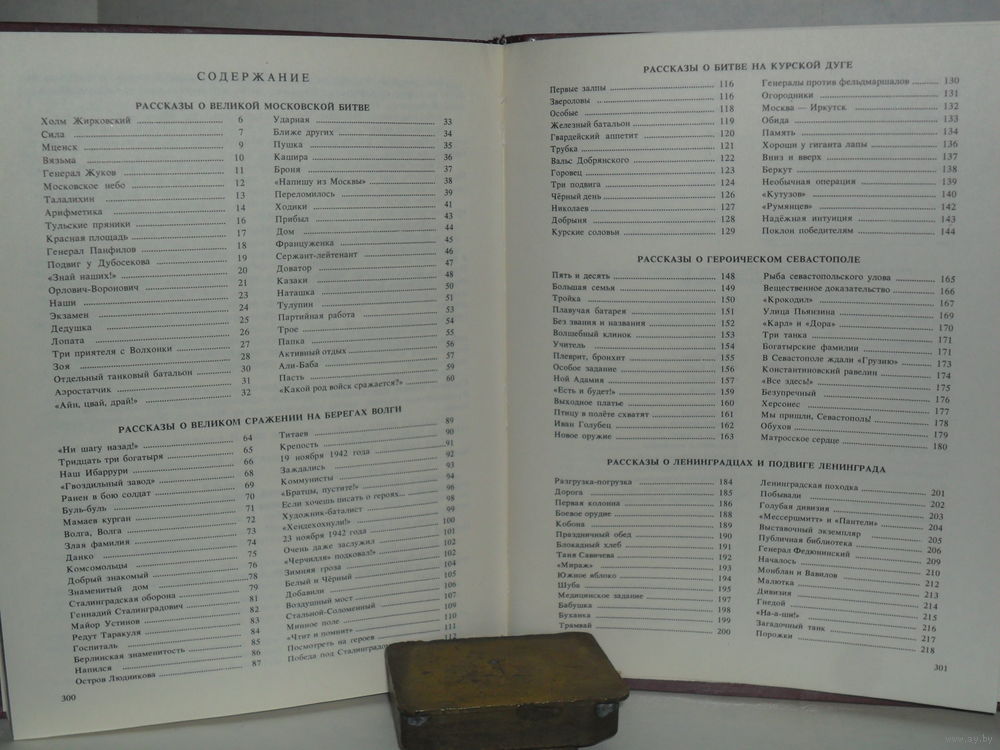 СОДЕРЖАНИЕ
РАССКАЗЫ О ВЕЛИКОЙ МОСКОВСКОЙ БИТВЕ
Холм Жирковский 6
Сила 7
Мценск 9
Вязьма 10
Генерал Жуков 11
Московское небо 12
Талалихин 13
Арифметика 14
Тульские пряники 16
Красная площадь 17
Генерал Панфилов 18
Подвиг у Дубосекова 19
«Знай наших!» 20
Орлович-Воронович 21
Наши 23
Экзамен 24
Дедушка 25
Лопата 26
Три приятеля с Волхонки 27
Зоя 28
Отдельный танковый батальон 30
Аэростатчик 31
«Айн, цвай, драй!» 32
Ударная 33
Ближе других 34
Пушка 35
Кашира 36
Броня 37
«Напишу из Москвы» 38
Переломилось 39
Ходики 41
Прибыл 43
Дом 44
Француженка 45
Сержант-лейтенант 46
Доватор 47
Казаки 48
Наташка 50
Тулупин 51
Партийная работа 53
Трое 54
Папка 55
Активный отдых 56
Али-Баба 57
Пасть 59
«Какой род войск сражается?» 60
РАССКАЗЫ О ВЕЛИКОМ СРАЖЕНИИ НА БЕРЕГАХ ВОЛГИ
«Ни шагу назад!» 64
Тридцать три богатыря 65
Наш Ибаррури 66
«Гвоздильный завод» 68
Ранен в бою солдат 69
Буль-буль 70
Мамаев курган 71
Волга, Волга 72
Злая фамилия 73
Данко 74
Комсомольцы 75
Добрый знакомый 76
Знаменитый дом 78
Сталинградская оборона 79
Геннадий Сталинградович 81
Майор Устинов 82
Редут Таракуля 83
Госпиталь 84
Берлинская знаменитость 85
Напился 86
Остров Людникова 87
Титаев 89
Крепость 90
19 ноября 1942 года 91
Заждались 92
Коммунисты 93
«Братцы, пустите!» 94
Если хочешь писать о героях... 96
Художник-баталист 98
«Хендехохнули!» 99
23 ноября 1942 года 100
Очень даже заслужил 101
«Черчилля» подковал! 102
Зимняя гроза 102
Белый и Чёрный 104
Добавили 105
Воздушный мост 106
Стальной-Соломенный 107
Минное поле 109
«Чтит и помнит» 110
Посмотреть на героев 111
Победа под Сталинградо 112
300
РАССКАЗЫ О БИТВЕ НА КУРСКОЙ ДУГЕ
Первые залпы 116
Звероловы 116
Особые 118
Железный батальон 119
Гвардейский аппетит 120
Трубка 121
Вальс Добрянского 122
Горовец 123
Три подвига 124
Чёрный день 126
Николаев 127
Добрыня 128
Курские соловьи 129
Генералы против фельдмаршалов 130
Огородники 131
Москва — Иркутск 132
Обида 133
Память 134
Хороши у гиганта лапы 136
Вниз и вверх 137
Беркут 138
Необычная операция 139
«Кутузов» 140
«Румянцев» 142
Надёжная интуиция 143
Поклон победителям 144
РАССКАЗЫ О ГЕРОИЧЕСКОМ СЕВАСТОПОЛЕ
Пять и десять 148
Большая семья 149
Тройка 150
Плавучая батарея 151
Без звания и названия 152
Волшебный клинок 153
Учитель 154
Плеврит, бронхит 155
Особое задание 156
Ной Адамия 157
«Есть и будет!» 159
Выходное платье 160
Птицу в полёте схватят 161
Иван Голубец 162
Новое оружие 163
Рыба севастопольского улова 165
Вещественное доказательство 166
«Крокодил» 167
Улица Пьянзина 169
«Карл» и «Дора» 170
Три танка 171
Богатырские фамилии 171
В Севастополе ждали «Грузию» 173
Константиновский равелин 174
«Все здесь!» 175
Безупречный 176
Херсонес 177
Мы пришли, Севастополь! 178
Обухов 179
Матросское сердце 180
РАССКАЗЫ О ЛЕНИНГРАДЦАХ И ПОДВИГЕ ЛЕНИНГРАДА
Разгрузка-погрузка 184
Дорога 185
Первая колонна 186
Боевое орудие 188
Кобона 189
Праздничный обед 190
Блокадный хлеб 191
Таня Савичева 192
«Мираж» 193
Южное яблоко 194
Шуба 195
Медицинское задание 197
Бабушка 198
Буханка 199
Трамвай 200
Ленинградская походка 201
Побывали 202
Голубая дивизия 203
«Мессершмитт» и «Пантели» 204
Выставочный экземпляр 205
Публичная библиотека 206
Генерал Федюнинский 209
Началось 210
Монблан и Вавилов 212
Малютка 213
Дивизия 214
Гнедой 215
«На-а-ши!» 216
Загадочный танк 217
Порожки 218
301
www.ay.by